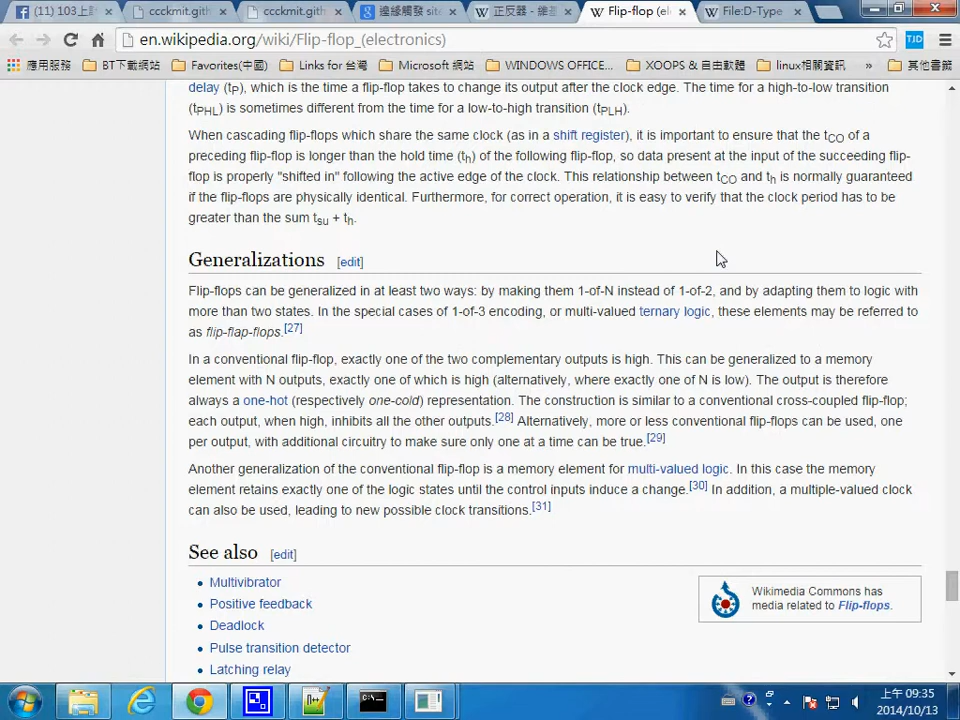 (11) 103上計
ccckmit.gith
ccckmit.gith
邊緣觸發 site
正反器 - 維基
Flip-flop (ele
File:D-Type
en.wikipedia.org/wiki/Flip-flop_(electronics)
應用服務 BT下載網站 Favorites(中國) Links for 台灣 Microsoft 網站 WINDOWS OFFICE... XOOPS & 自由軟體 linux相關資訊 » 其他書籤
delay (tP), which is the time a flip-flop takes to change its output after the clock edge. The time for a high-to-low transition
(tPHL) is sometimes different from the time for a low-to-high transition (tPLH).
When cascading flip-flops which share the same clock (as in a shift register), it is important to ensure that the tCO of a
preceding flip-flop is longer than the hold time (th) of the following flip-flop, so data present at the input of the succeeding flip-
flop is properly "shifted in" following the active edge of the clock. This relationship between tCO and th is normally guaranteed
if the flip-flops are physically identical. Furthermore, for correct operation, it is easy to verify that the clock period has to be
greater than the sum tsu + th.
Generalizations [edit]
Flip-flops can be generalized in at least two ways: by making them 1-of-N instead of 1-of-2, and by adapting them to logic with
more than two states. In the special cases of 1-of-3 encoding, or multi-valued ternary logic, these elements may be referred to
as flip-flap-flops.[27]
In a conventional flip-flop, exactly one of the two complementary outputs is high. This can be generalized to a memory
element with N outputs, exactly one of which is high (alternatively, where exactly one of N is low). The output is therefore
always a one-hot (respectively one-cold) representation. The construction is similar to a conventional cross-coupled flip-flop;
each output, when high, inhibits all the other outputs.[28] Alternatively, more or less conventional flip-flops can be used, one
per output, with additional circuitry to make sure only one at a time can be true.[29]
Another generalization of the conventional flip-flop is a memory element for multi-valued logic. In this case the memory
element retains exactly one of the logic states until the control inputs induce a change.[30] In addition, a multiple-valued clock
can also be used, leading to new possible clock transitions.[31]
See also [edit]
Multivibrator
Positive feedback
Deadlock
Pulse transition detector
Latching relay
Wikimedia Commons has
media related to Flip-flops.
上午 09:35
2014/10/13